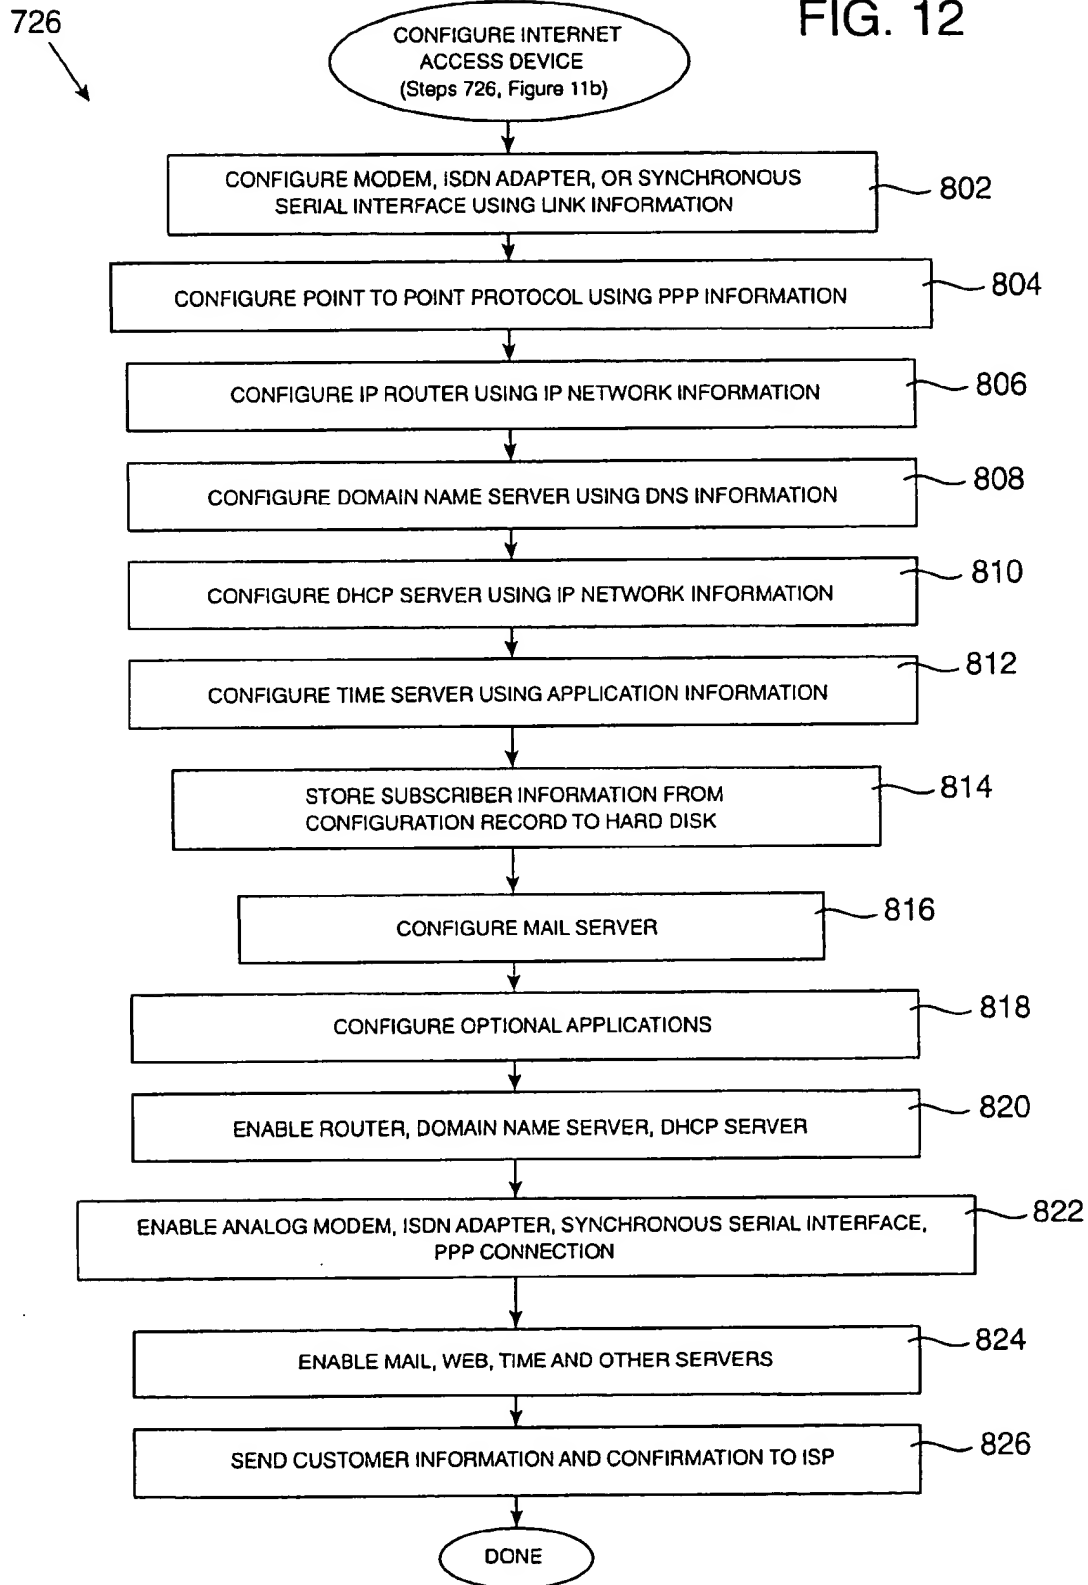 726
FIG. 12
CONFIGURE INTERNET
ACCESS DEVICE
(Steps 726, Figure 11b)
CONFIGURE MODEM, ISDN ADAPTER, OR SYNCHRONOUS
SERIAL INTERFACE USING LINK INFORMATION
802
CONFIGURE POINT TO POINT PROTOCOL USING PPP INFORMATION
804
CONFIGURE IP ROUTER USING IP NETWORK INFORMATION
806
CONFIGURE DOMAIN NAME SERVER USING DNS INFORMATION
808
CONFIGURE DHCP SERVER USING IP NETWORK INFORMATION
810
CONFIGURE TIME SERVER USING APPLICATION INFORMATION
812
STORE SUBSCRIBER INFORMATION FROM
CONFIGURATION RECORD TO HARD DISK
814
CONFIGURE MAIL SERVER
816
CONFIGURE OPTIONAL APPLICATIONS
818
ENABLE ROUTER, DOMAIN NAME SERVER, DHCP SERVER
820
ENABLE ANALOG MODEM, ISDN ADAPTER, SYNCHRONOUS SERIAL INTERFACE,
PPP CONNECTION
822
ENABLE MAIL, WEB, TIME AND OTHER SERVERS
824
SEND CUSTOMER INFORMATION AND CONFIRMATION TO ISP
826
DONE